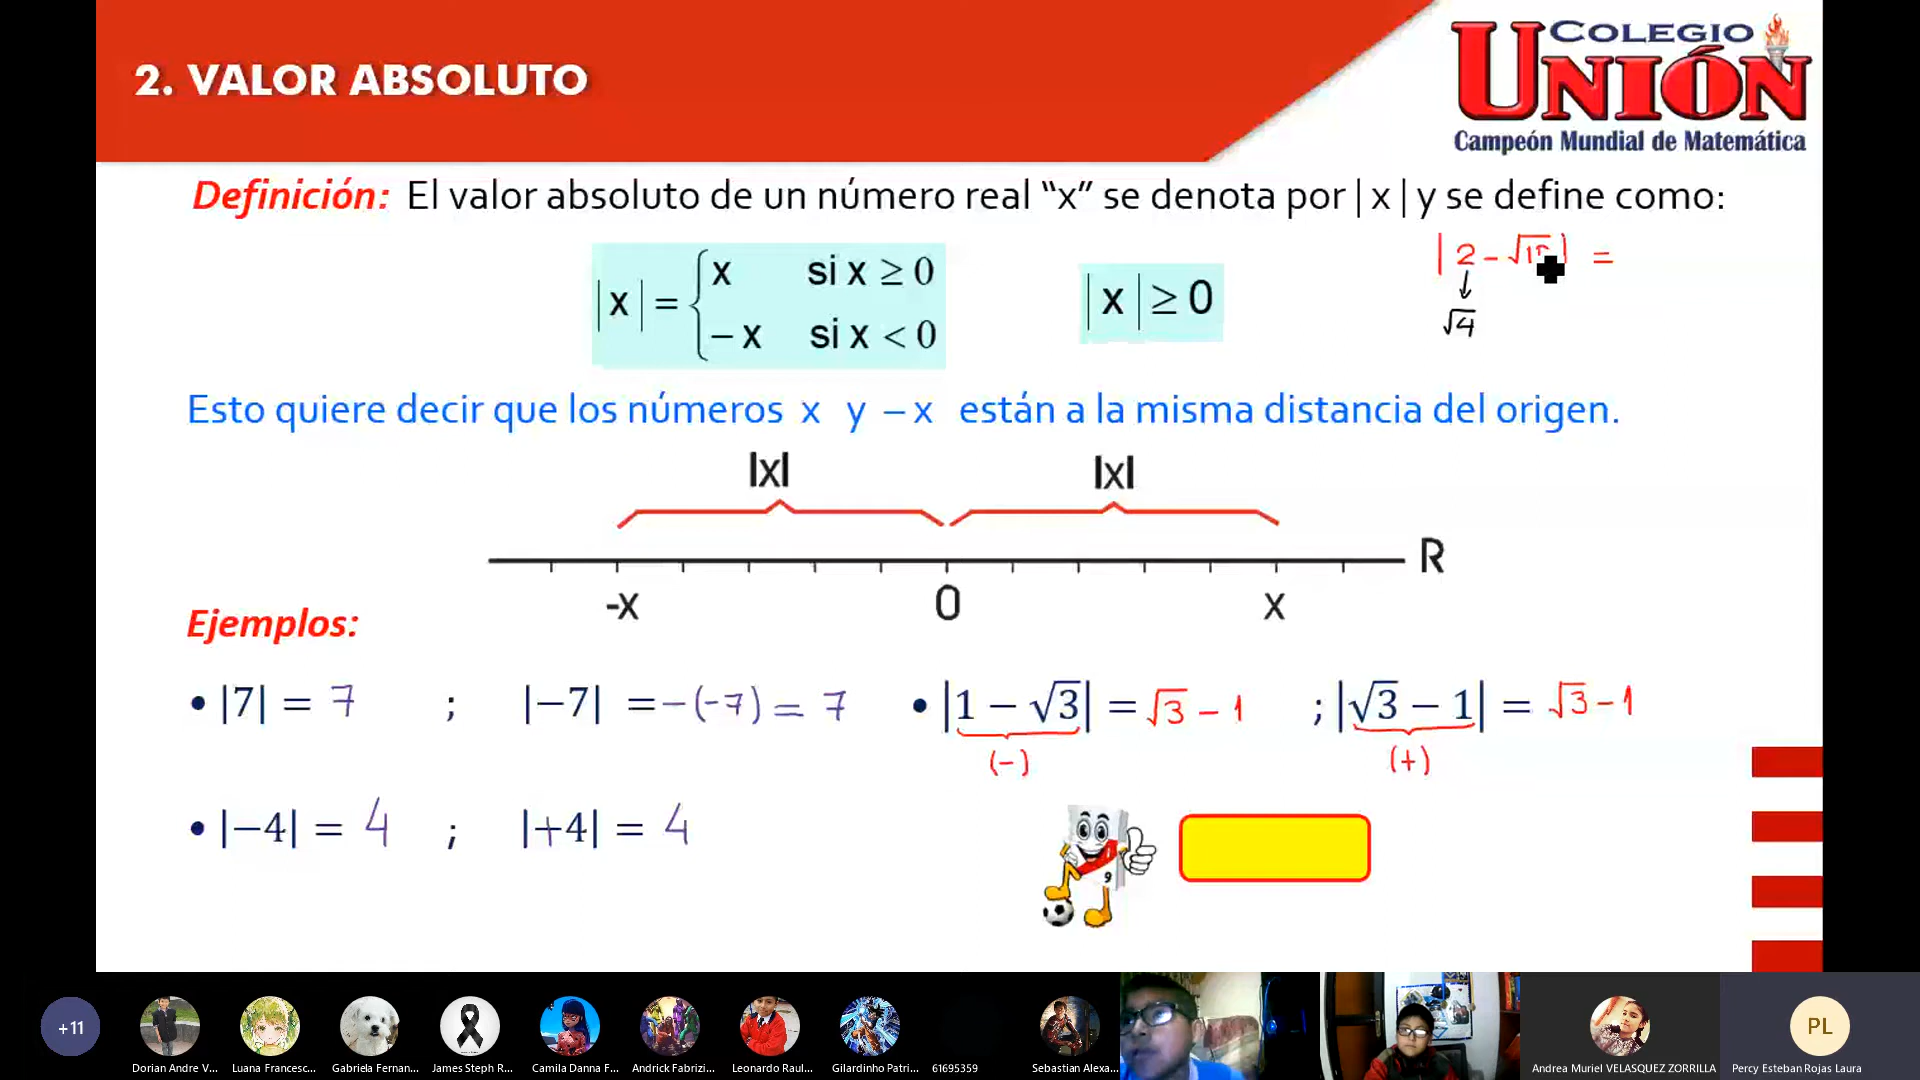 2. VALOR ABSOLUTO
COLEGIO
UNIÓN
Campeón Mundial de Matemática
Definición: El valor absoluto de un número real “x” se denota por | x | y se define como:
|x| = { x si x ≥ 0
− x si x < 0
| x | ≥ 0
| 2 - √ | =
↓
√4
Esto quiere decir que los números x y – x están a la misma distancia del origen.
|x| |x|
R
-x 0 x
Ejemplos:
• |7| = 7 ; |−7| = -(-7) = 7 • |1 − √3| = √3 - 1 ; |√3 − 1| = √3 - 1
(-) (+)
• |−4| = 4 ; |+4| = 4
9
+11
Dorian Andre V...
Luana Francesc...
Gabriela Fernan...
James Steph R...
Camila Danna F...
Andrick Fabrizi...
Leonardo Raul...
Gilardinho Patri...
61695359
Sebastian Alexa...
Andrea Muriel VELASQUEZ ZORRILLA
PL
Percy Esteban Rojas Laura